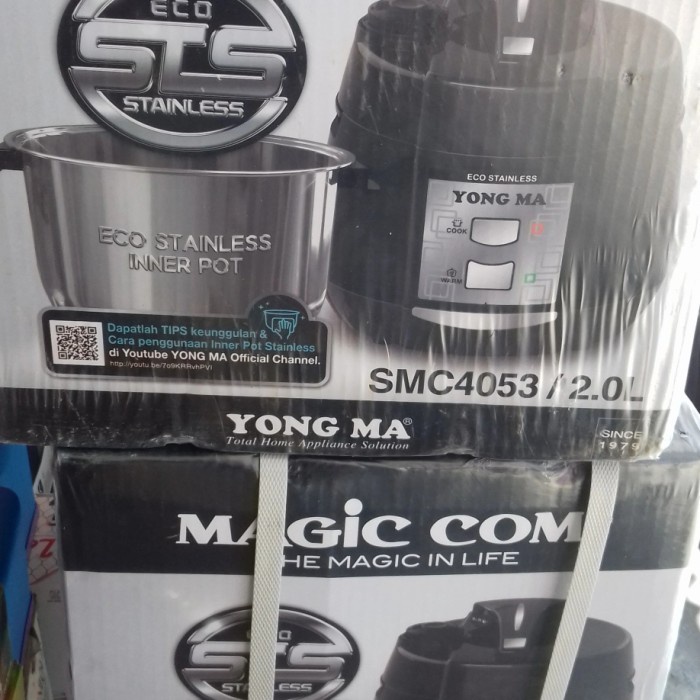 ECO
STS
STAINLESS
ECO STAINLESS
INNER POT
ECO STAINLESS
YONG MA
COOK
WARM
Dapatlah TIPS keunggulan &
Cara penggunaan Inner Pot Stainless
di Youtube YONG MA Official Channel.
SMC4053 / 2.0L
YONG MA®
Total Home Appliance Solution
SINCE
1979
MAGiC COM
HE MAGIC IN LIFE
ECO
STS
STAINLESS